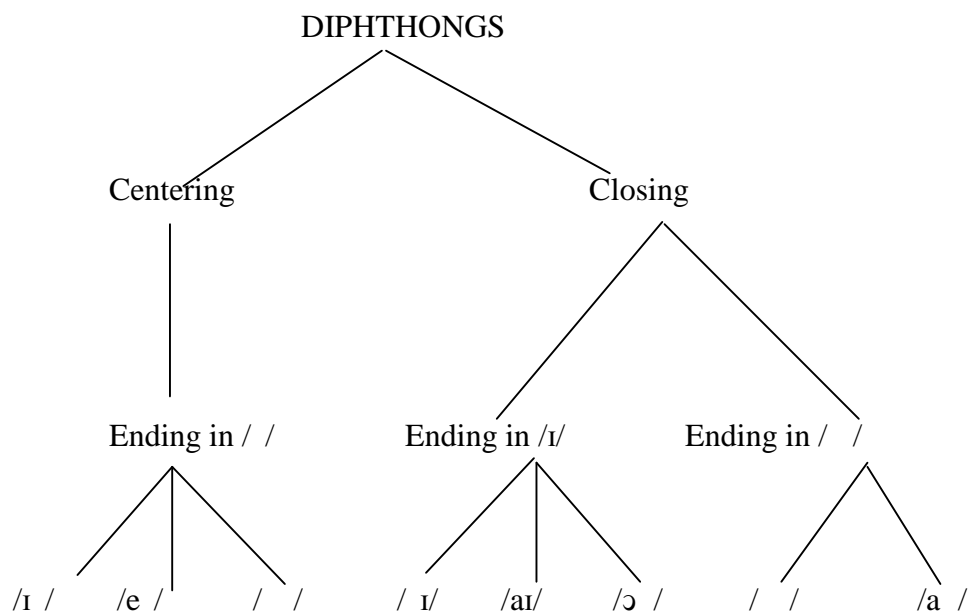 DIPHTHONGS
Centering Closing
Ending in / / Ending in /ɪ/ Ending in / /
/ɪ / /e / / / / ɪ/ /aɪ/ /ɔ / / / /a /